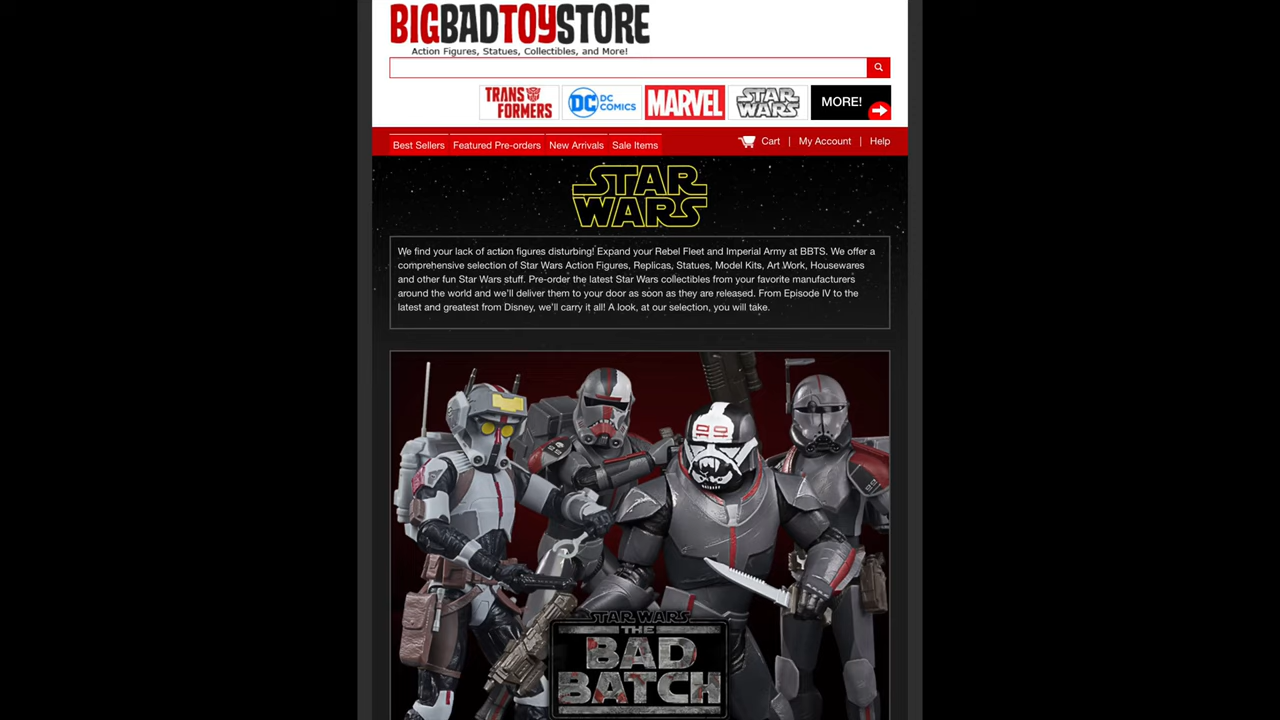 BIGBADTOYSTORE
Action Figures, Statues, Collectibles, and More!
TRANSFORMERS DC DC COMICS MARVEL STAR WARS MORE!
Best Sellers Featured Pre-orders New Arrivals Sale Items Cart | My Account | Help
STAR
WARS
We find your lack of action figures disturbing! Expand your Rebel Fleet and Imperial Army at BBTS. We offer a
comprehensive selection of Star Wars Action Figures, Replicas, Statues, Model Kits, Art Work, Housewares
and other fun Star Wars stuff. Pre-order the latest Star Wars collectibles from your favorite manufacturers
around the world and we'll deliver them to your door as soon as they are released. From Episode IV to the
latest and greatest from Disney, we'll carry it all! A look, at our selection, you will take.
STAR WARS
THE
BAD
BATCH